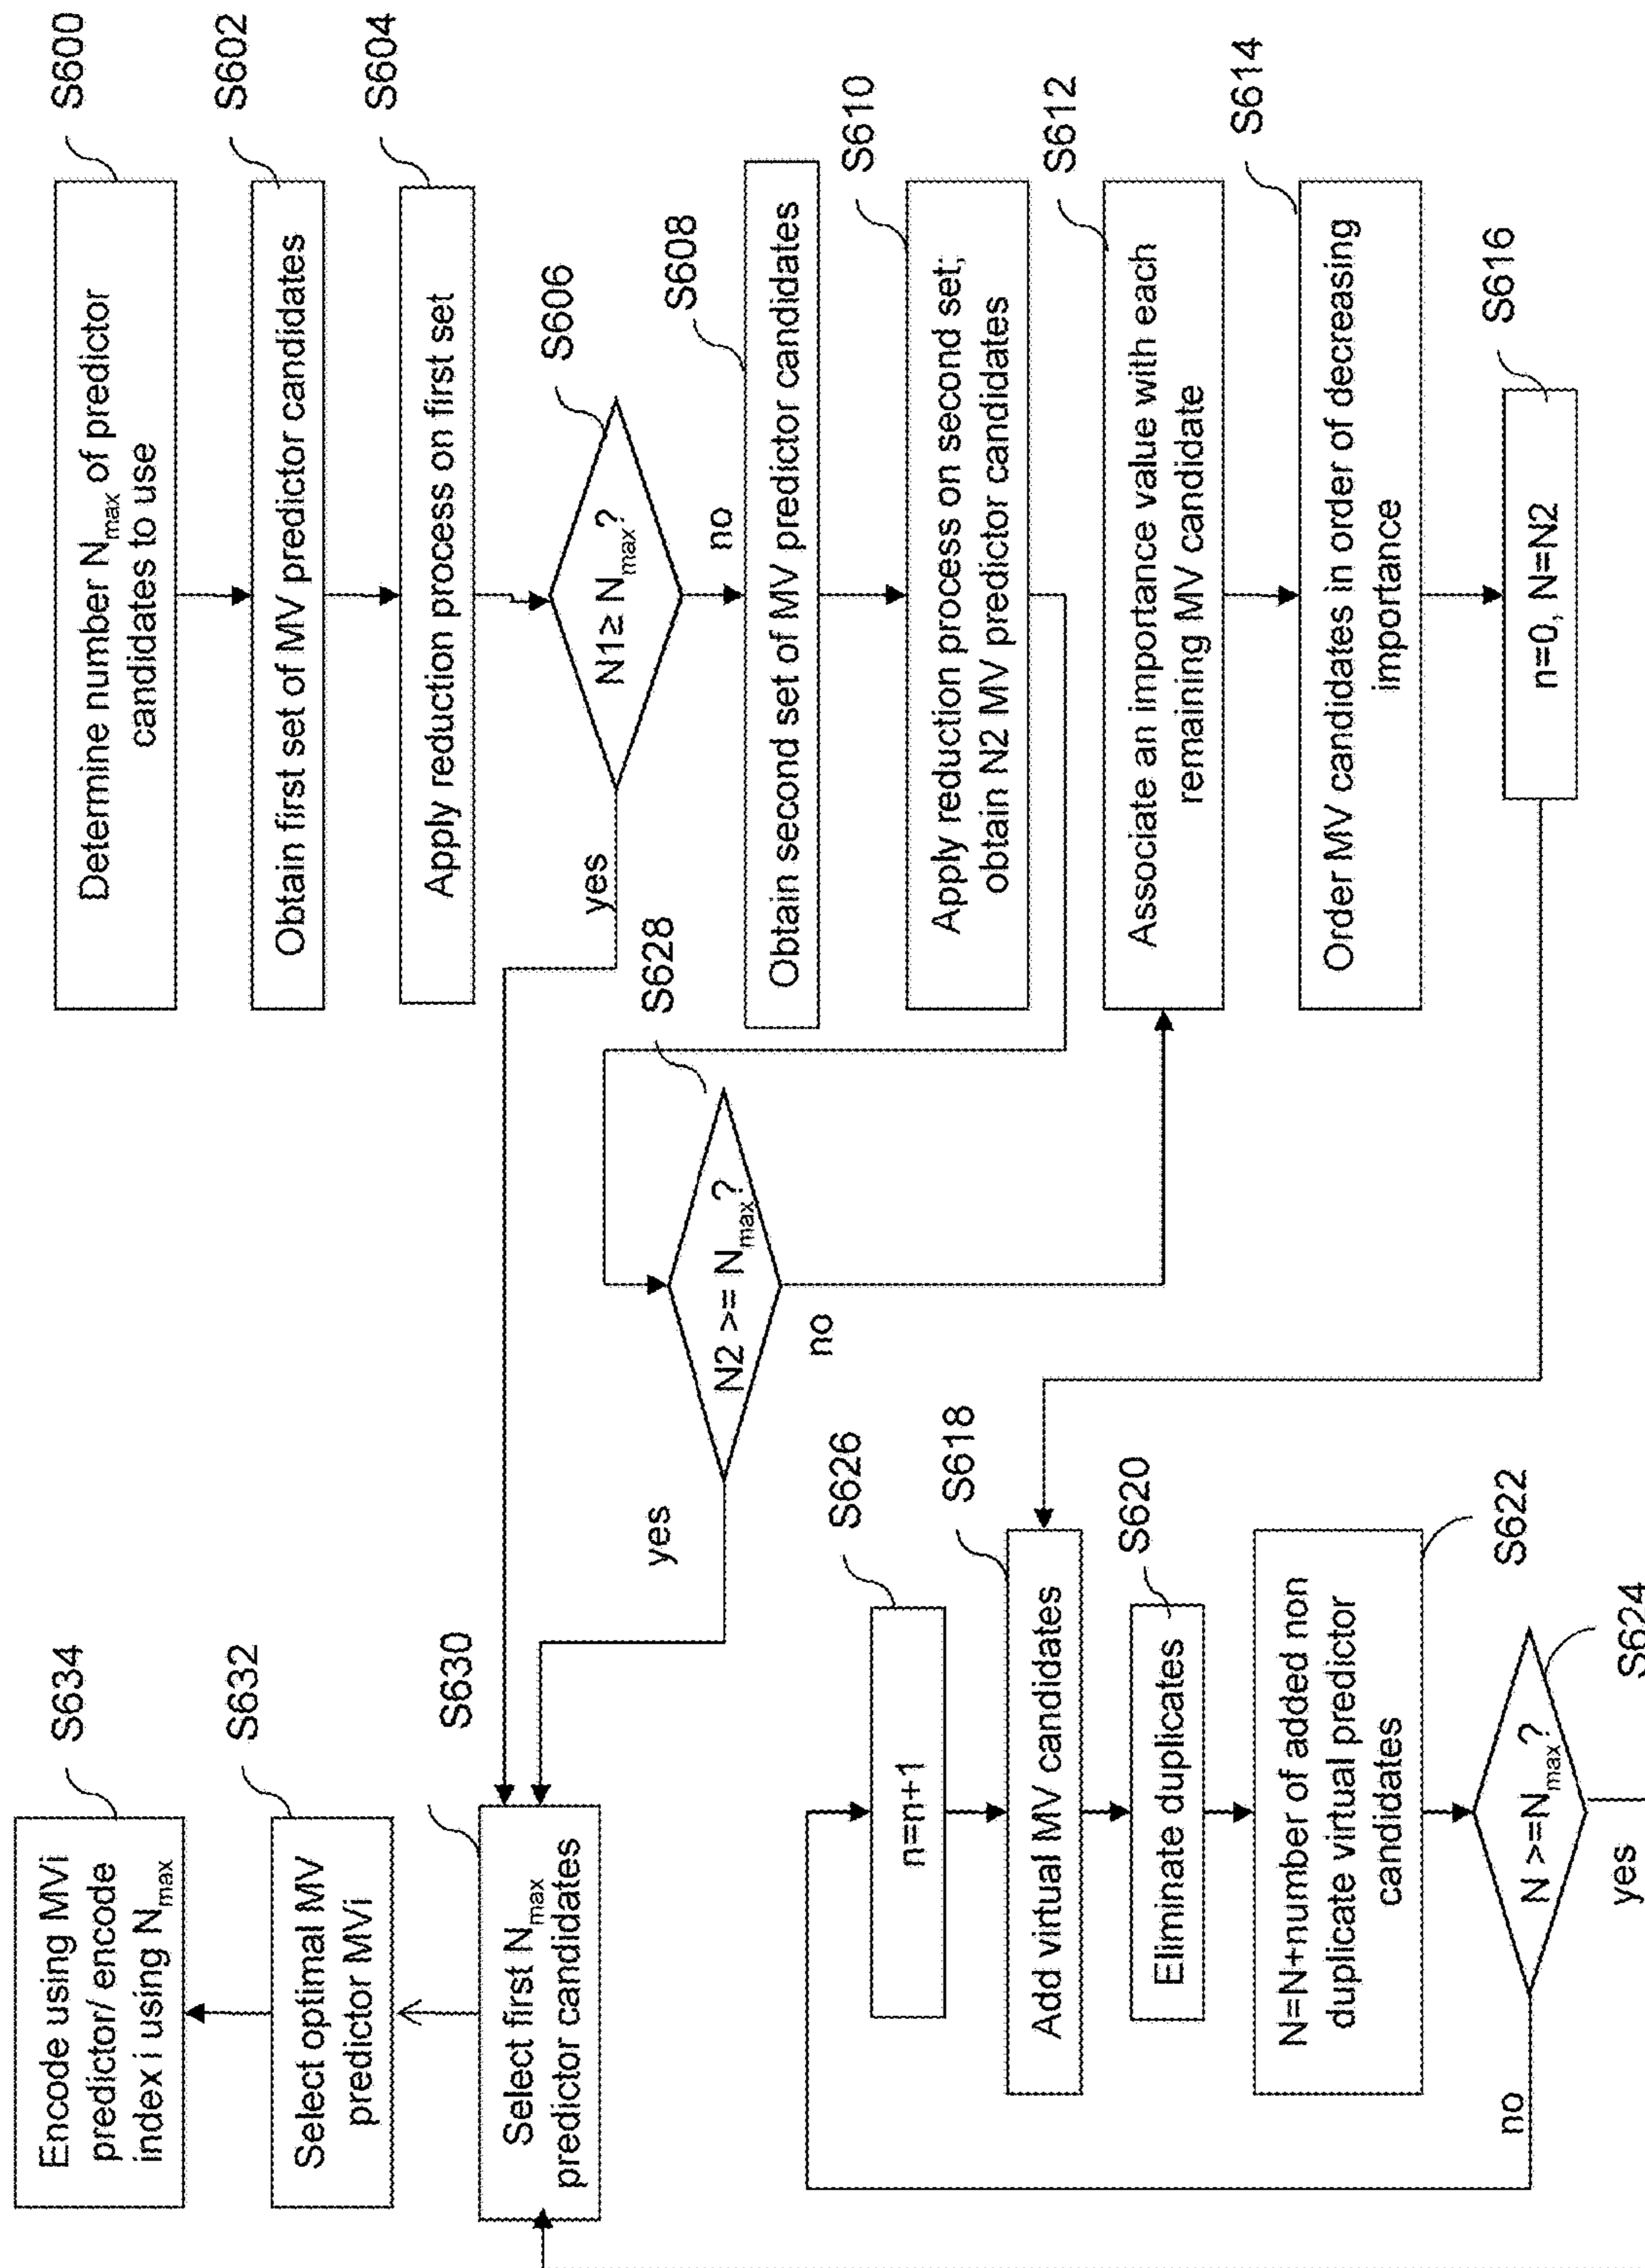 S600
Determine number Nmax of predictor
candidates to use
S602
Obtain first set of MV predictor candidates
S604
Apply reduction process on first set
S606
N1≥ Nmax?
yes
no
S608
Obtain second set of MV predictor candidates
S610
Apply reduction process on second set;
obtain N2 MV predictor candidates
S612
Associate an importance value with each
remaining MV candidate
S614
Order MV candidates in order of decreasing
importance
S616
n=0, N=N2
S628
N2 >= Nmax?
yes
no
S626
n=n+1
S618
Add virtual MV candidates
S620
Eliminate duplicates
S622
N=N+number of added non
duplicate virtual predictor
candidates
S624
N >=Nmax?
no
yes
S630
Select first Nmax
predictor candidates
S632
Select optimal MV
predictor MVi
S634
Encode using MVi
predictor/ encode
index i using Nmax